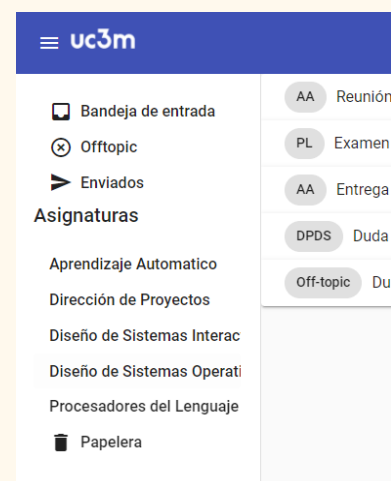 uc3m
Bandeja de entrada
Offtopic
Enviados
Asignaturas
Aprendizaje Automatico
Dirección de Proyectos
Diseño de Sistemas Interac
Diseño de Sistemas Operati
Procesadores del Lenguaje
Papelera
AA Reunión
PL Examen
AA Entrega
DPDS Duda
Off-topic Du